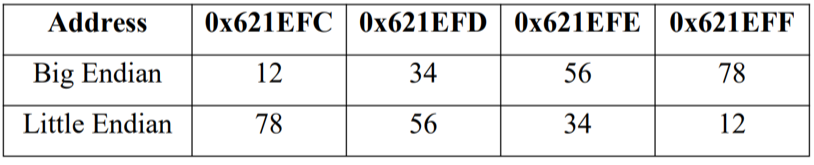 Address 0x621EFC 0x621EFD 0x621EFE 0x621EFF
Big Endian 12 34 56 78
Little Endian 78 56 34 12